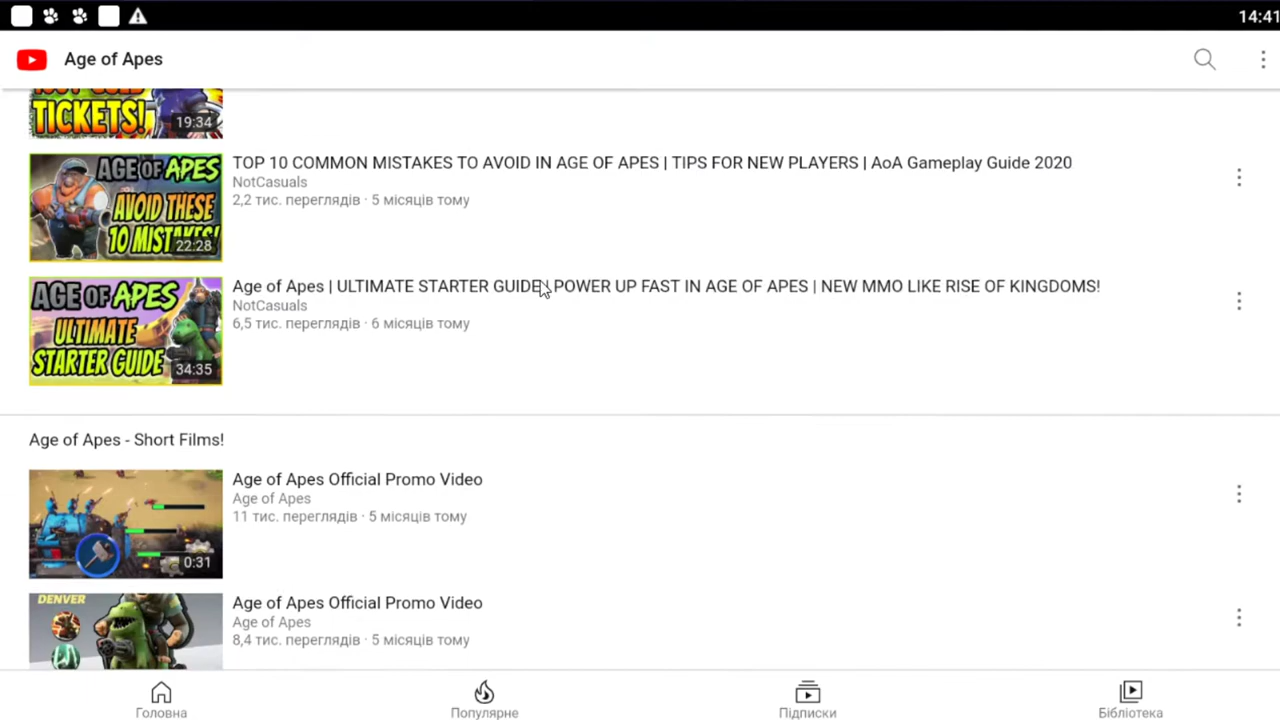 14:41
Age of Apes
TICKETS!
19:34
AGE OF APES
AVOID THESE
10 MISTAKES!
22:28
TOP 10 COMMON MISTAKES TO AVOID IN AGE OF APES | TIPS FOR NEW PLAYERS | AoA Gameplay Guide 2020
NotCasuals
2,2 тис. переглядів · 5 місяців тому
AGE OF APES
ULTIMATE
STARTER GUIDE
34:35
Age of Apes | ULTIMATE STARTER GUIDE | POWER UP FAST IN AGE OF APES | NEW MMO LIKE RISE OF KINGDOMS!
NotCasuals
6,5 тис. переглядів · 6 місяців тому
Age of Apes - Short Films!
0:31
Age of Apes Official Promo Video
Age of Apes
11 тис. переглядів · 5 місяців тому
DENVER
Age of Apes Official Promo Video
Age of Apes
8,4 тис. переглядів · 5 місяців тому
Головна
Популярне
Підписки
Бібліотека